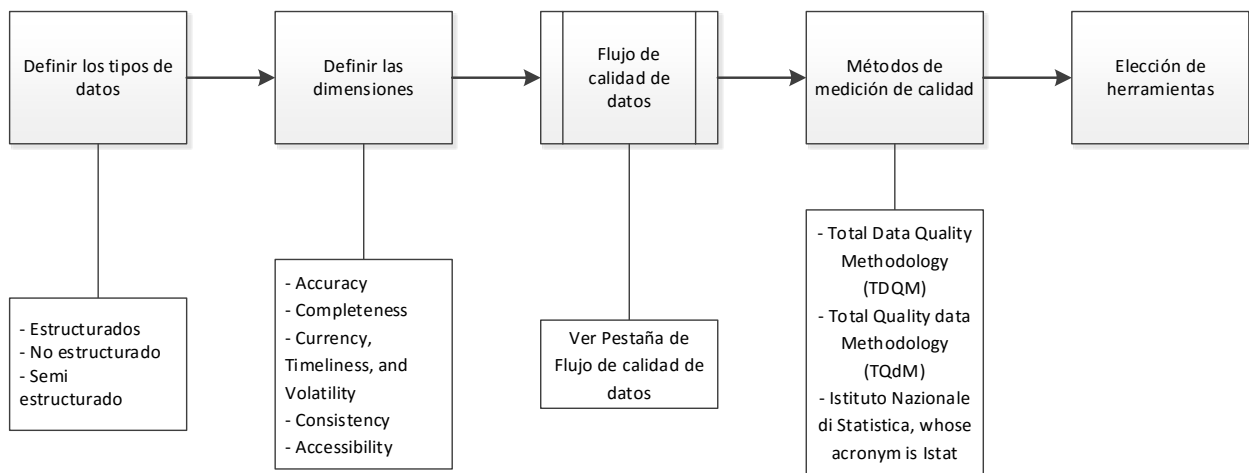 Definir los tipos de
datos
Definir las
dimensiones
Flujo de
calidad de
datos
Métodos de
medición de calidad
Elección de
herramientas
- Estructurados
- No estructurado
- Semi
estructurado
- Accuracy
- Completeness
- Currency,
Timeliness, and
Volatility
- Consistency
- Accessibility
Ver Pestaña de
Flujo de calidad de
datos
- Total Data Quality
Methodology
(TDQM)
- Total Quality data
Methodology
(TQdM)
- Istituto Nazionale
di Statistica, whose
acronym is Istat